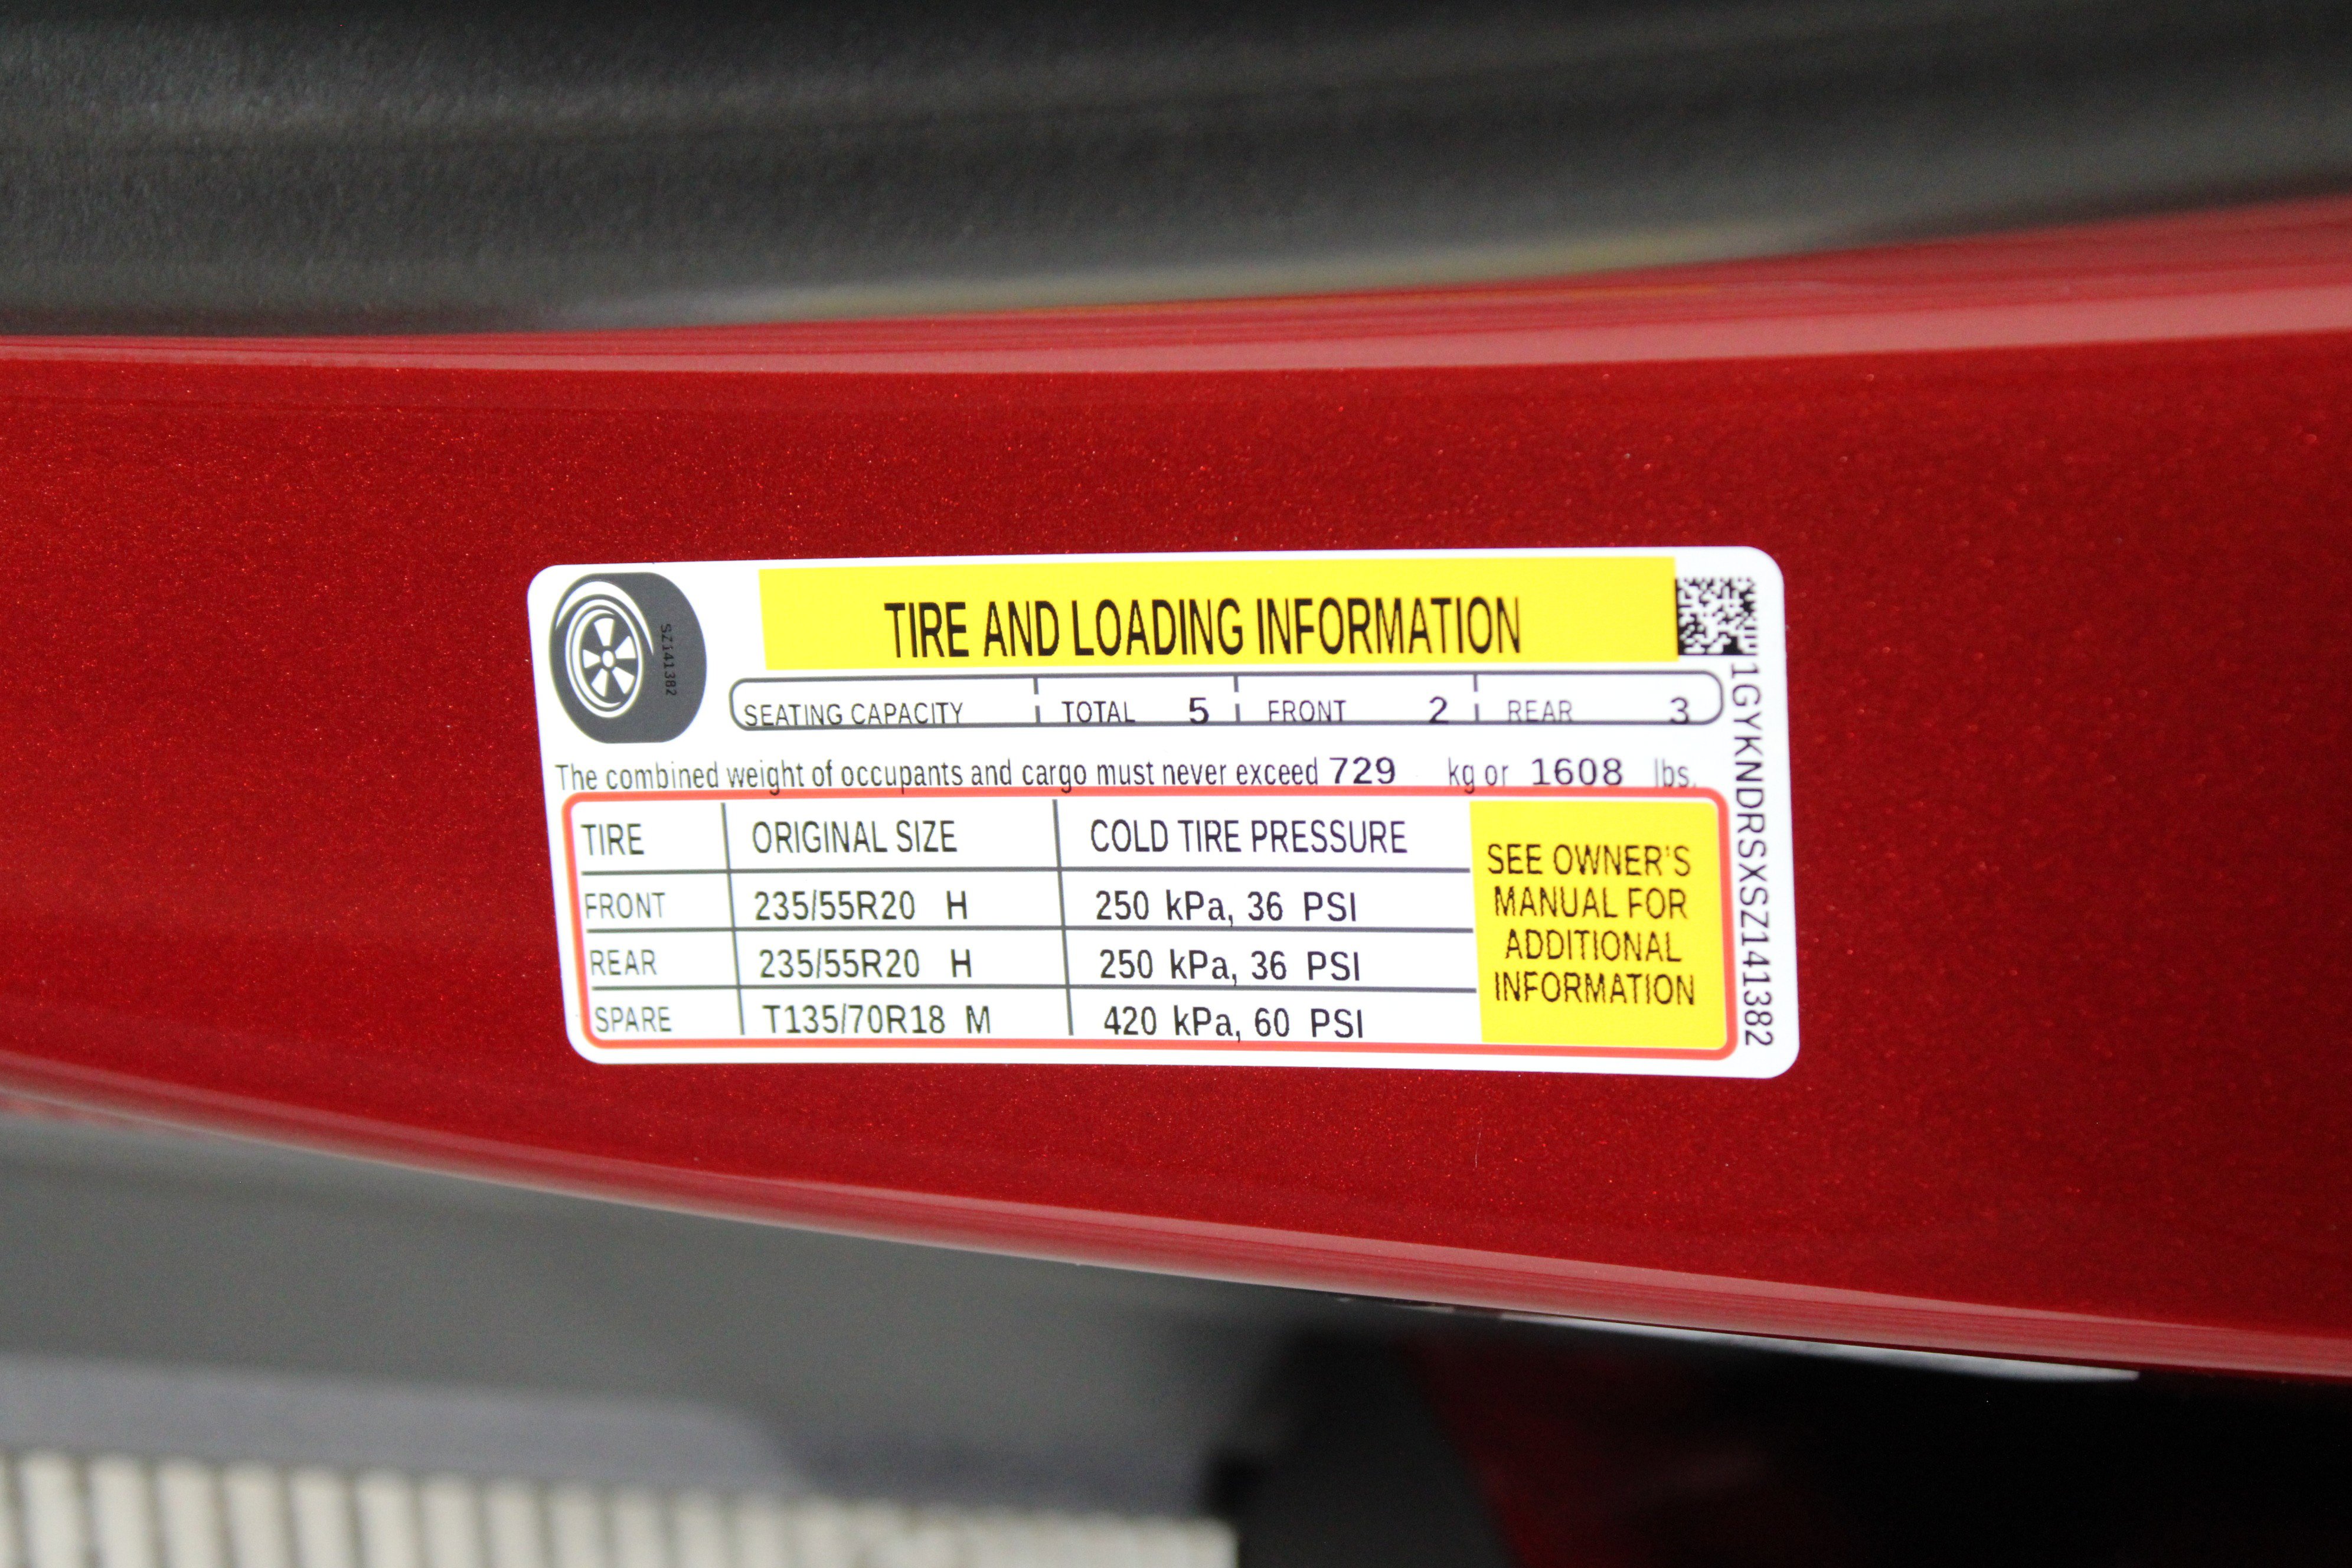 TIRE AND LOADING INFORMATION
SZ141382
SEATING CAPACITY TOTAL 5 FRONT 2 REAR 3
The combined weight of occupants and cargo must never exceed 729 kg or 1608 lbs.
TIRE ORIGINAL SIZE COLD TIRE PRESSURE
FRONT 235/55R20 H 250 kPa, 36 PSI
REAR 235/55R20 H 250 kPa, 36 PSI
SPARE T135/70R18 M 420 kPa, 60 PSI
SEE OWNER'S
MANUAL FOR
ADDITIONAL
INFORMATION
1GYKNDRSXSZ141382